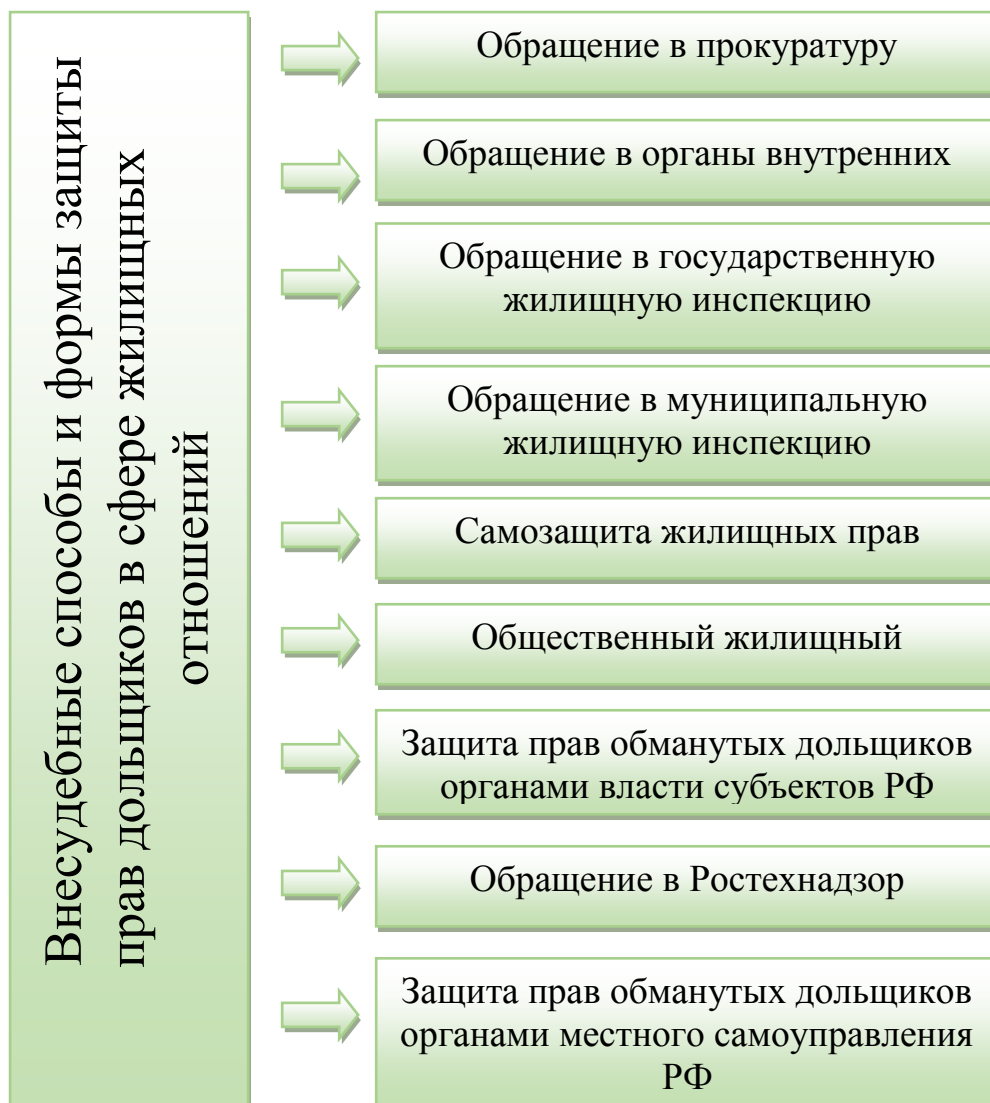 Внесудебные способы и формы защиты
прав дольщиков в сфере жилищных
отношений
Обращение в прокуратуру
Обращение в органы внутренних
Обращение в государственную
жилищную инспекцию
Обращение в муниципальную
жилищную инспекцию
Самозащита жилищных прав
Общественный жилищный
Защита прав обманутых дольщиков
органами власти субъектов РФ
Обращение в Ростехнадзор
Защита прав обманутых дольщиков
органами местного самоуправления
РФ